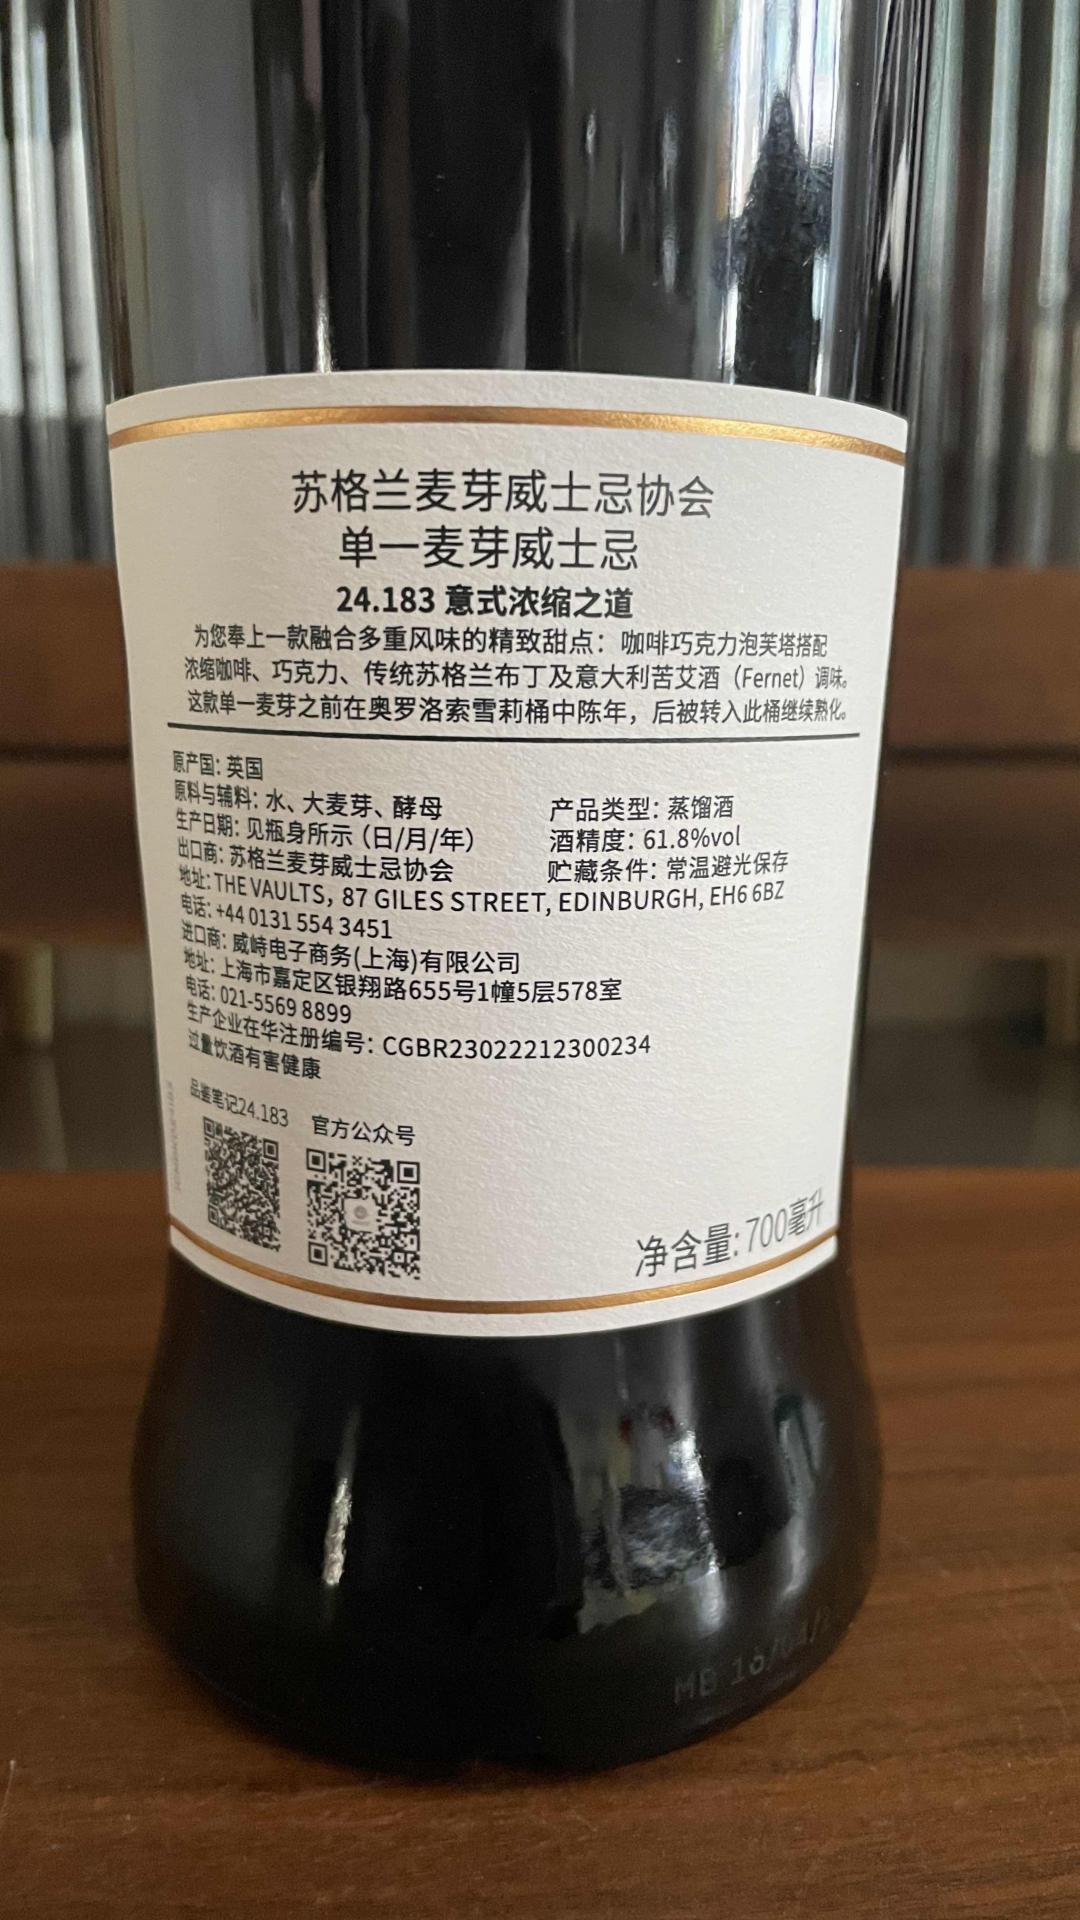 苏格兰麦芽威士忌协会
单一麦芽威士忌
24.183 意式浓缩之道
为您奉上一款融合多重风味的精致甜点：咖啡巧克力泡芙塔搭配
浓缩咖啡、巧克力、传统苏格兰布丁及意大利苦艾酒（Fernet）调味。
这款单一麦芽之前在奥罗洛索雪莉桶中陈年，后被转入此桶继续熟化。
原产国：英国
原料与辅料：水、大麦芽、酵母
产品类型：蒸馏酒
生产日期：见瓶身所示（日/月/年）
酒精度：61.8%vol
出口商：苏格兰麦芽威士忌协会
贮藏条件：常温避光保存
地址：THE VAULTS，87 GILES STREET, EDINBURGH, EH6 6BZ
电话：+44 0131 554 3451
进口商：威峙电子商务(上海)有限公司
地址：上海市嘉定区银翔路655号1幢5层578室
电话：021-5569 8899
生产企业在华注册编号：CGBR23022212300234
过量饮酒有害健康
品鉴笔记24.183
官方公众号
净含量：700毫升
MB 16/04/